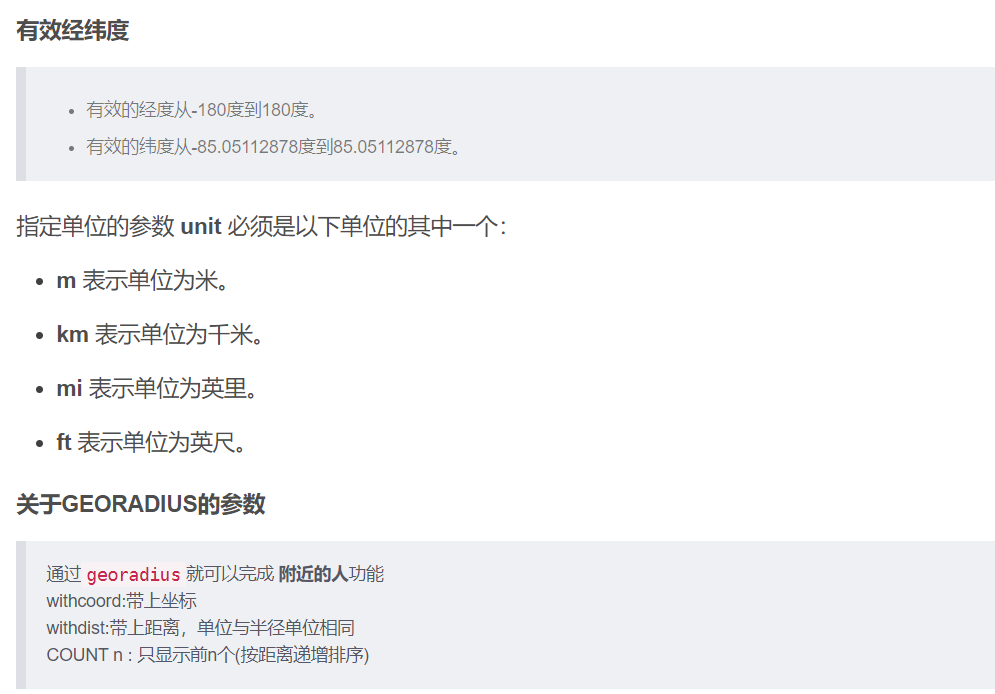 有效经纬度
有效的经度从-180度到180度。
有效的纬度从-85.05112878度到85.05112878度。
指定单位的参数 unit 必须是以下单位的其中一个：
m 表示单位为米。
km 表示单位为千米。
mi 表示单位为英里。
ft 表示单位为英尺。
关于GEORADIUS的参数
通过 georadius 就可以完成 附近的人功能
withcoord:带上坐标
withdist:带上距离，单位与半径单位相同
COUNT n : 只显示前n个(按距离递增排序)